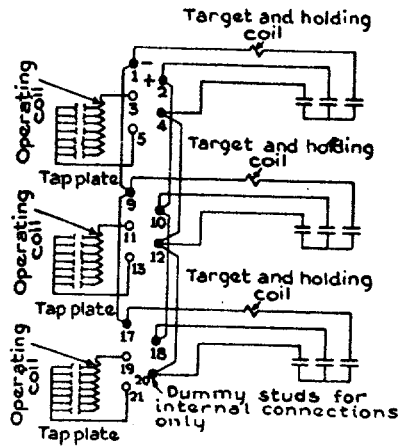 Target and holding
coil
1 − + 2
Operating
coil
3
4
5
Tap plate
Target and holding
coil
9
10
Operating
coil
11
12
13
Tap plate
Target and holding
coil
17
18
Operating
coil
19
20
21
Dummy studs for
internal connections
only
Tap plate